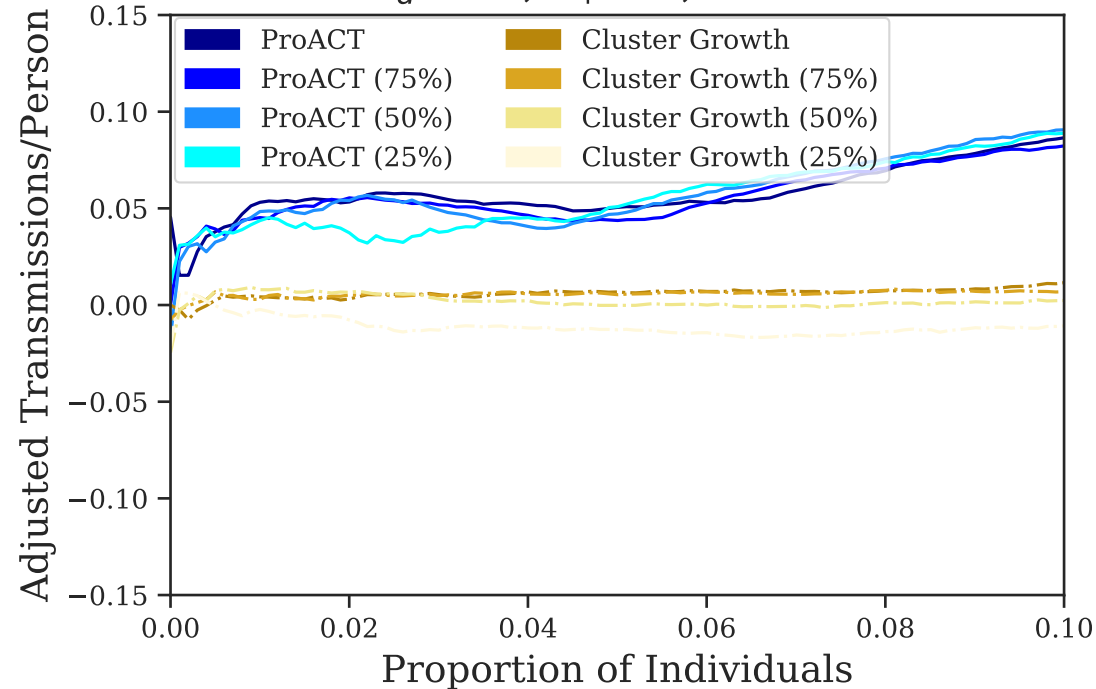 Adjusted Transmissions/Person
0.15
0.10
0.05
0.00
−0.05
−0.10
−0.15
ProACT
ProACT (75%)
ProACT (50%)
ProACT (25%)
Cluster Growth
Cluster Growth (75%)
Cluster Growth (50%)
Cluster Growth (25%)
0.00 0.02 0.04 0.06 0.08 0.10
Proportion of Individuals